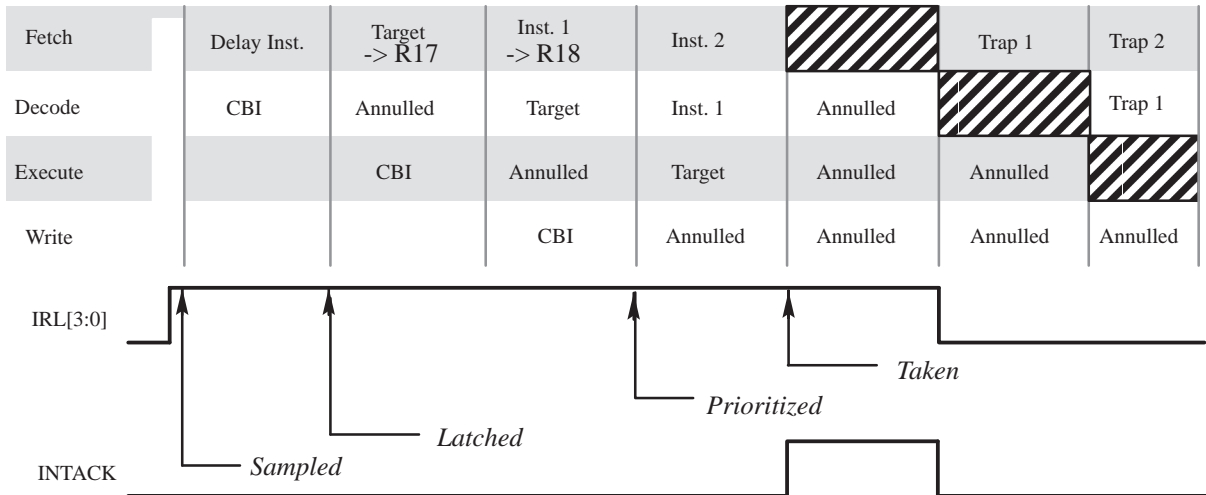 Fetch
Delay Inst.
Target
-> R17
Inst. 1
-> R18
Inst. 2
Trap 1
Trap 2
Decode
CBI
Annulled
Target
Inst. 1
Annulled
Trap 1
Execute
CBI
Annulled
Target
Annulled
Annulled
Write
CBI
Annulled
Annulled
Annulled
Annulled
IRL[3:0]
Taken
Prioritized
Latched
Sampled
INTACK